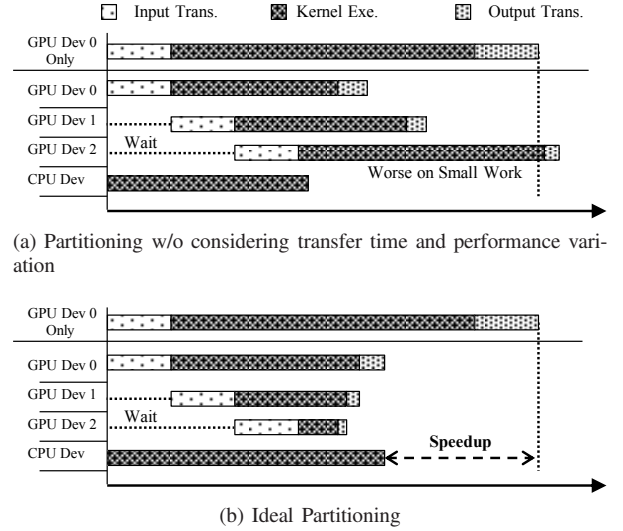 Input Trans. Kernel Exe. Output Trans.
GPU Dev 0
Only
GPU Dev 0
GPU Dev 1
Wait
GPU Dev 2
Worse on Small Work
CPU Dev
(a) Partitioning w/o considering transfer time and performance vari-
ation
GPU Dev 0
Only
GPU Dev 0
GPU Dev 1
Wait
GPU Dev 2
Speedup
CPU Dev
(b) Ideal Partitioning